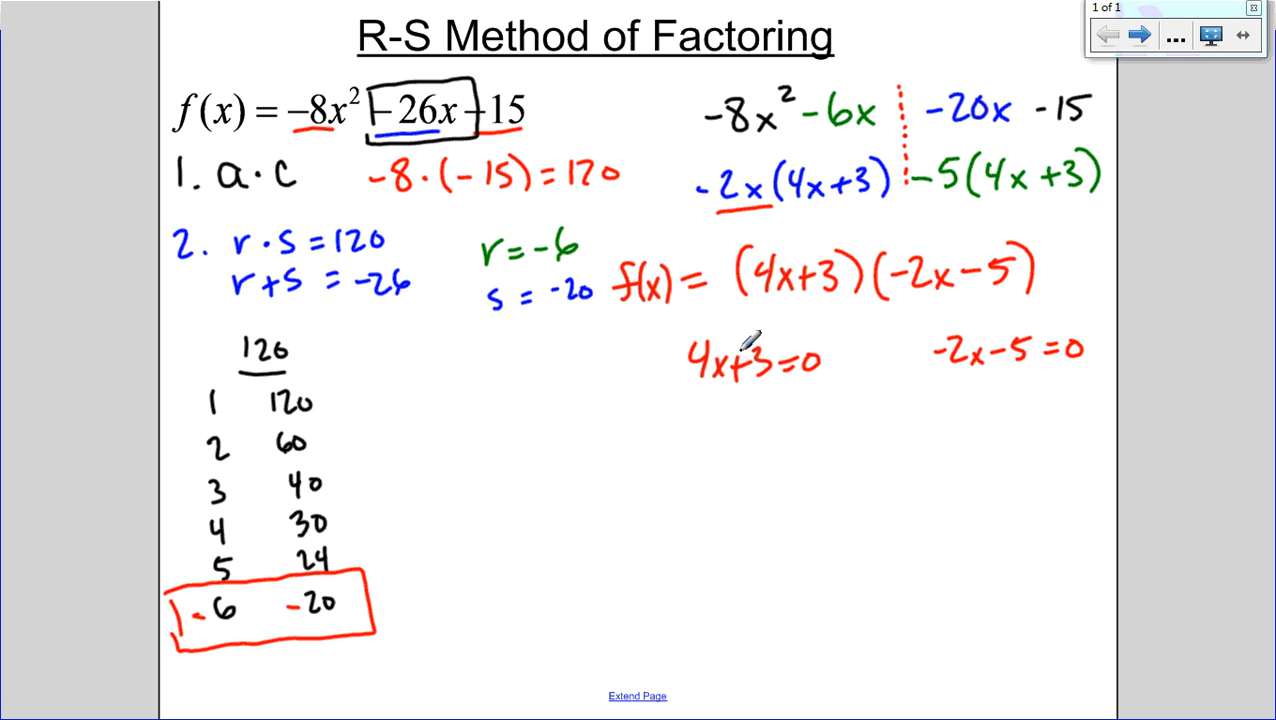 1 of 1
R-S Method of Factoring
f(x) = –8x² –26x –15
1. a · c   -8 · (-15) = 120
2. r · s = 120
r + s = -26
r = -6
s = -20
120
1 120
2 60
3 40
4 30
5 24
-6 -20
-8x² -6x -20x -15
-2x(4x+3) -5(4x+3)
f(x) = (4x+3)(-2x-5)
4x+3=0   -2x-5=0
Extend Page